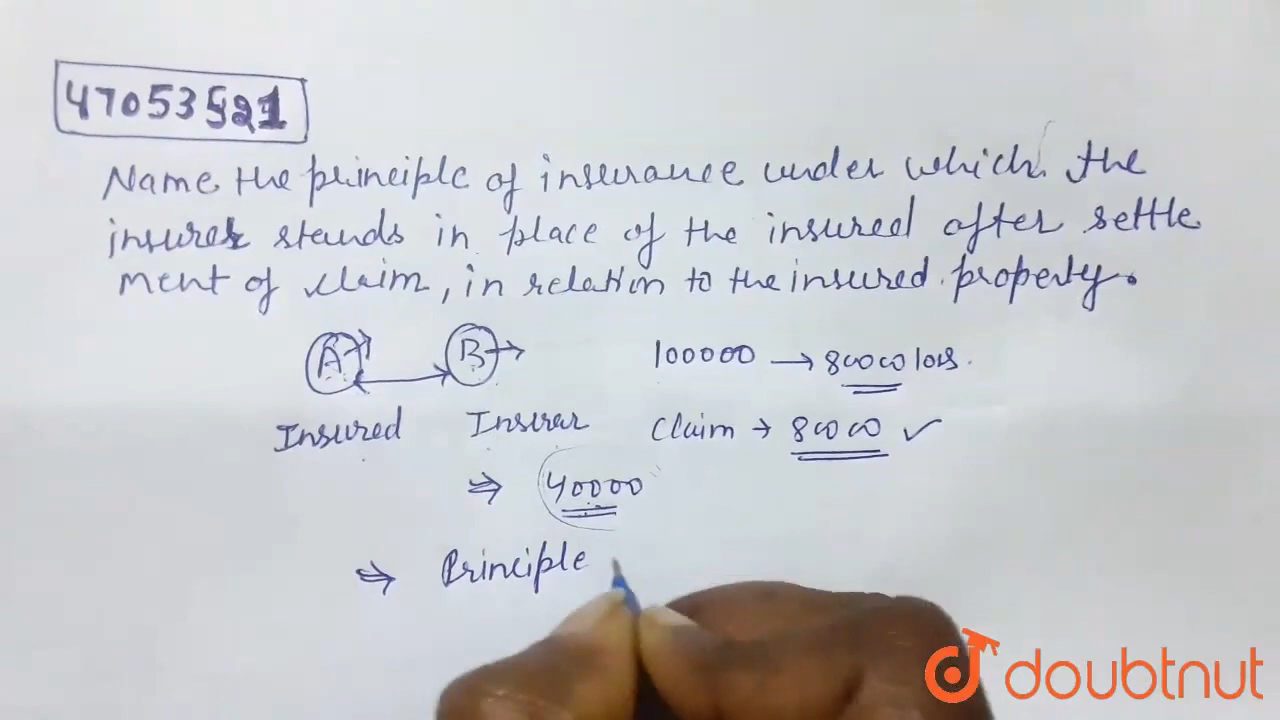 47053521
Name the principle of insurance under which the
insurer stands in place of the insured after settle
ment of claim, in relation to the insured property.
A B 100000 → 80000 loss.
Insured Insurar Claim → 80000 ✓
⇒ 40000
⇒ Principle
doubtnut